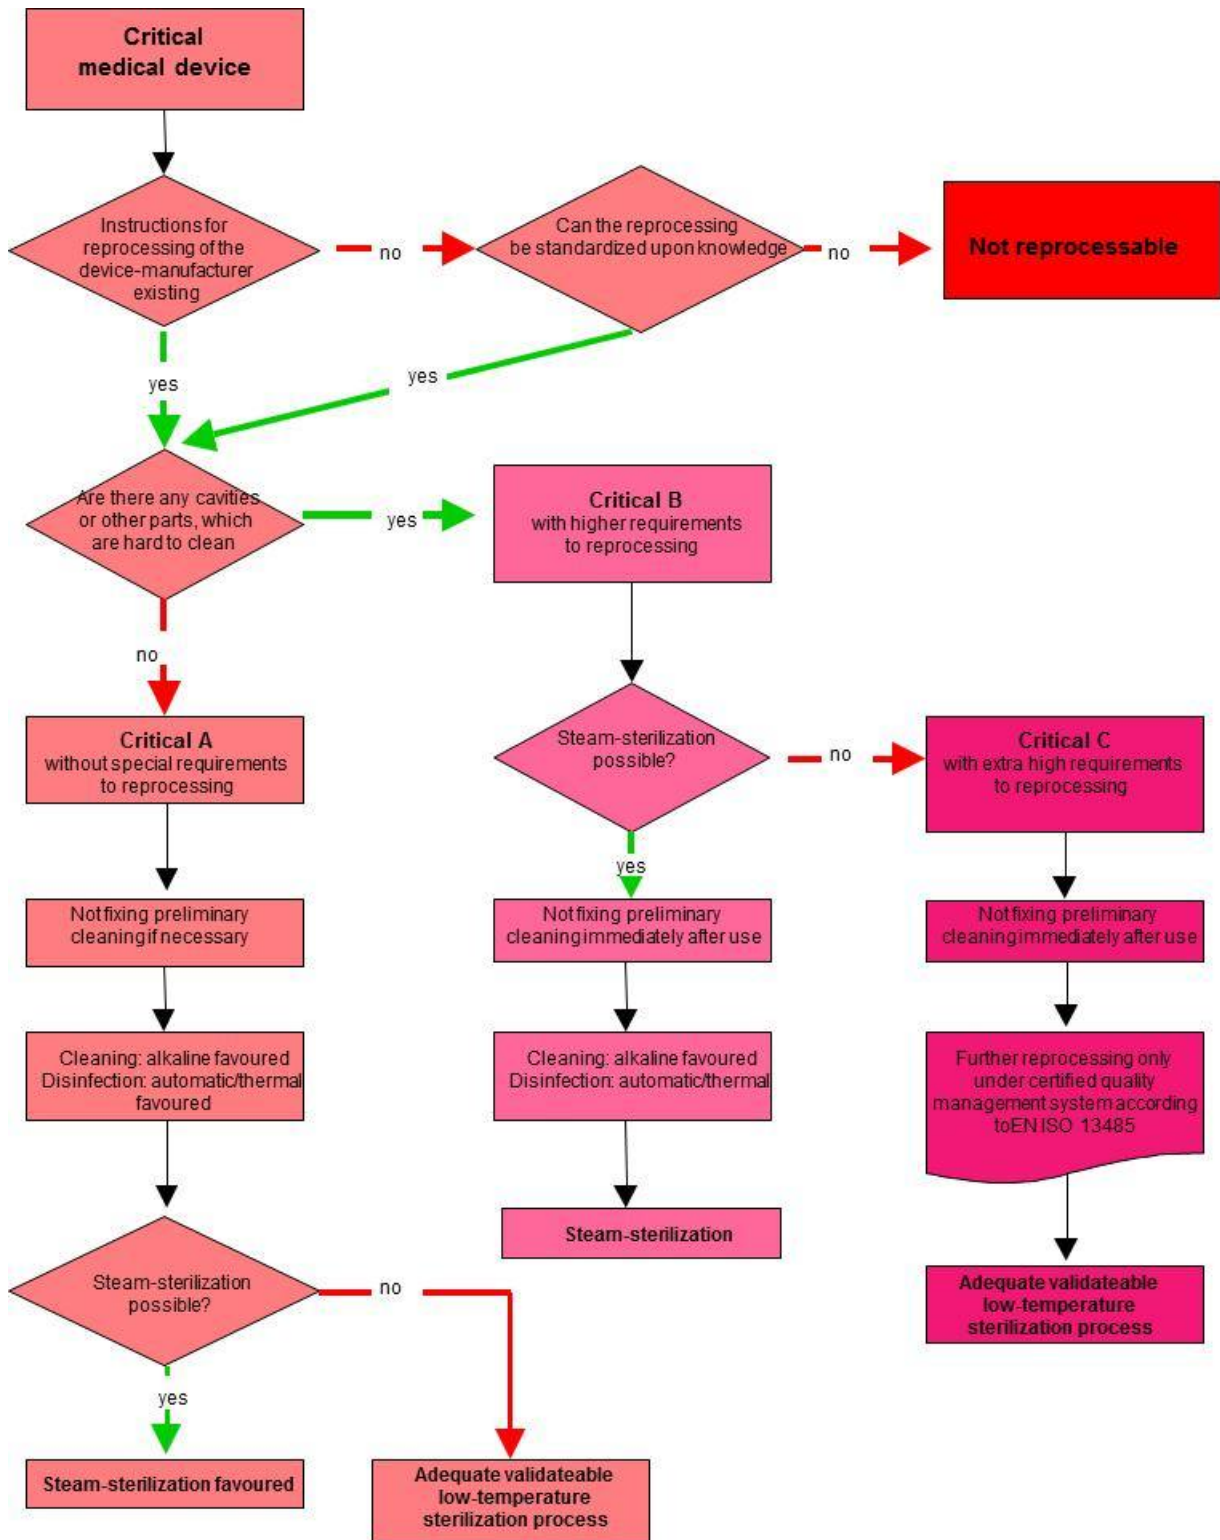 Critical
medical device
Instructions for
reprocessing of the
device-manufacturer
existing
no
Can the reprocessing
be standardized upon knowledge
no
Not reprocessable
yes
yes
Are there any cavities
or other parts, which
are hard to clean
yes
Critical B
with higher requirements
to reprocessing
no
Critical A
without special requirements
to reprocessing
Steam-sterilization
possible?
no
Critical C
with extra high requirements
to reprocessing
yes
Not fixing preliminary
cleaning if necessary
Not fixing preliminary
cleaning immediately after use
Not fixing preliminary
cleaning immediately after use
Cleaning: alkaline favoured
Disinfection: automatic/thermal
favoured
Cleaning: alkaline favoured
Disinfection: automatic/thermal
Further reprocessing only
under certified quality
management system according
toEN ISO 13485
Steam-sterilization
Steam-sterilization
possible?
no
Adequate validateable
low-temperature
sterilization process
yes
Steam-sterilization favoured
Adequate validateable
low-temperature
sterilization process